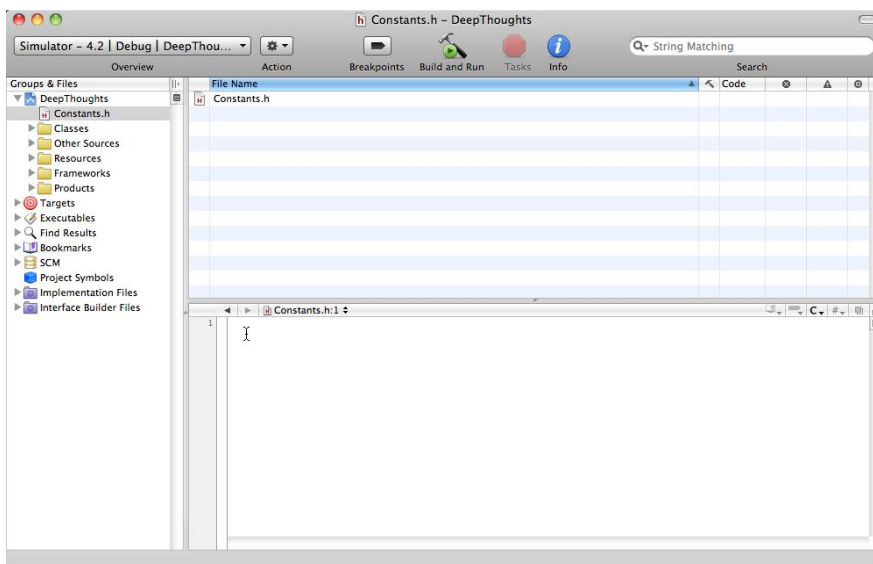 Constants.h – DeepThoughts
Simulator – 4.2 | Debug | DeepThou...
String Matching
Overview Action Breakpoints Build and Run Tasks Info Search
Groups & Files
DeepThoughts
Constants.h
Classes
Other Sources
Resources
Frameworks
Products
Targets
Executables
Find Results
Bookmarks
SCM
Project Symbols
Implementation Files
Interface Builder Files
File Name Code
Constants.h
Constants.h:1 C #
1